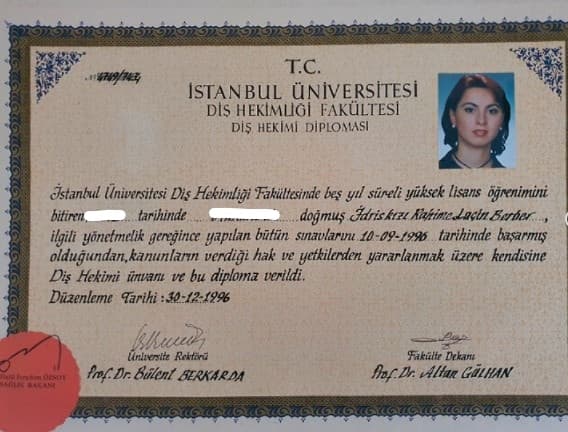 T.C.
İSTANBUL ÜNİVERSİTESİ
DİŞ HEKİMLİĞİ FAKÜLTESİ
DİŞ HEKİMİ DİPLOMASI
İstanbul Üniversitesi Diş Hekimliği Fakültesinde beş yıl süreli yüksek lisans öğrenimini
bitiren tarihinde doğmuş İdriskızı Rahime Laçin Berber,
ilgili yönetmelik gereğince yapılan bütün sınavlarını 10-09-1996 tarihinde başarmış
olduğundan, kanunların verdiği hak ve yetkilerden yararlanmak üzere kendisine
Diş Hekimi ünvanı ve bu diploma verildi.
Düzenleme Tarihi : 30-12-1996
Üniversite Rektörü
Prof. Dr. Bülent BERKARDA
Fakülte Dekanı
Prof. Dr. Altan GÜLHAN
SAĞLIK BAKANI